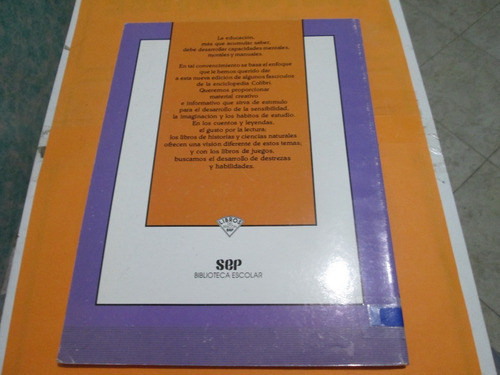 La educación,
más que acumular saber,
debe desarrollar capacidades mentales,
morales y manuales.
En tal convencimiento se basa el enfoque
que le hemos querido dar
a esta nueva edición de algunos fascículos
de la enciclopedia Colibrí.
Queremos proporcionar
material creativo
e informativo que sirva de estímulo
para el desarrollo de la sensibilidad,
la imaginación y los hábitos de estudio.
En los cuentos y leyendas,
el gusto por la lectura;
los libros de historias y ciencias naturales
ofrecen una visión diferente de estos temas;
y con los libros de juegos,
buscamos el desarrollo de destrezas
y habilidades.
LIBROS
SEP
BIBLIOTECA ESCOLAR